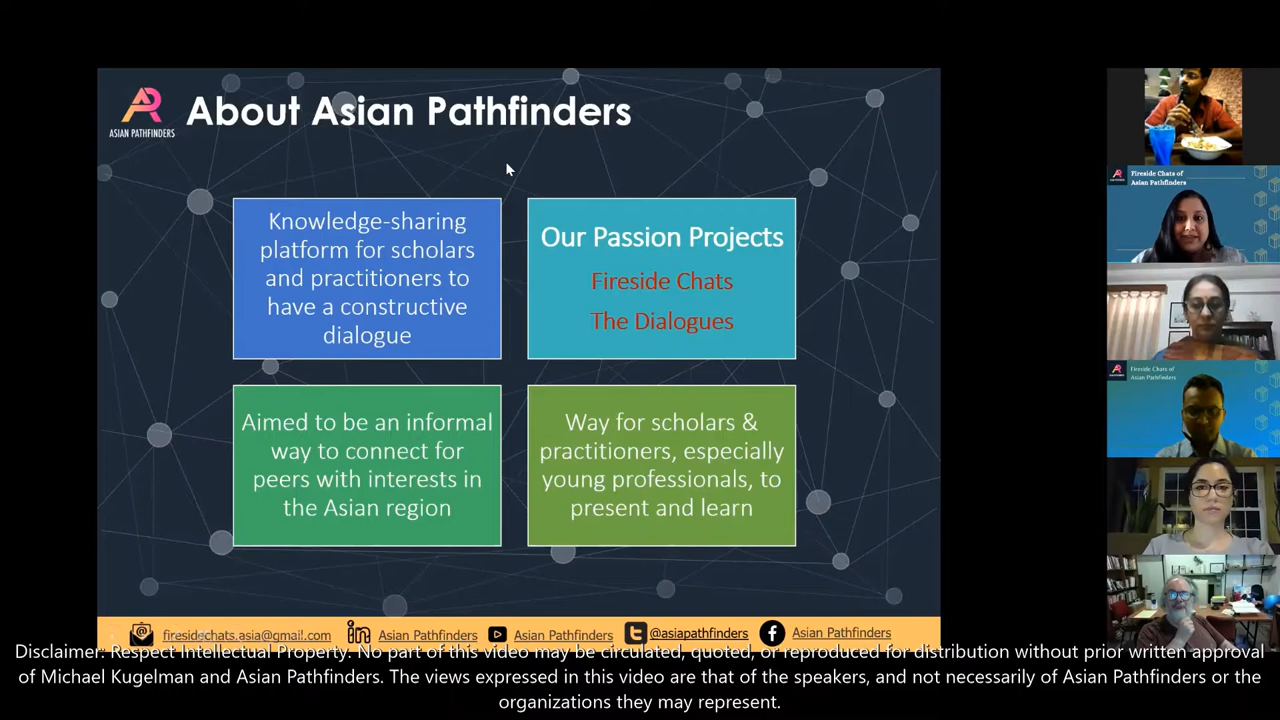 ASIAN PATHFINDERS
About Asian Pathfinders
Knowledge-sharing
platform for scholars
and practitioners to
have a constructive
dialogue
Our Passion Projects
Fireside Chats
The Dialogues
Aimed to be an informal
way to connect for
peers with interests in
the Asian region
Way for scholars &
practitioners, especially
young professionals, to
present and learn
firesidechats.asia@gmail.com
Asian Pathfinders
Asian Pathfinders
@asiapathfinders
Asian Pathfinders
Fireside Chats of
Asian Pathfinders
Fireside Chats of
Asian Pathfinders
Disclaimer: Respect Intellectual Property. No part of this video may be circulated, quoted, or reproduced for distribution without prior written approval
of Michael Kugelman and Asian Pathfinders. The views expressed in this video are that of the speakers, and not necessarily of Asian Pathfinders or the
organizations they may represent.